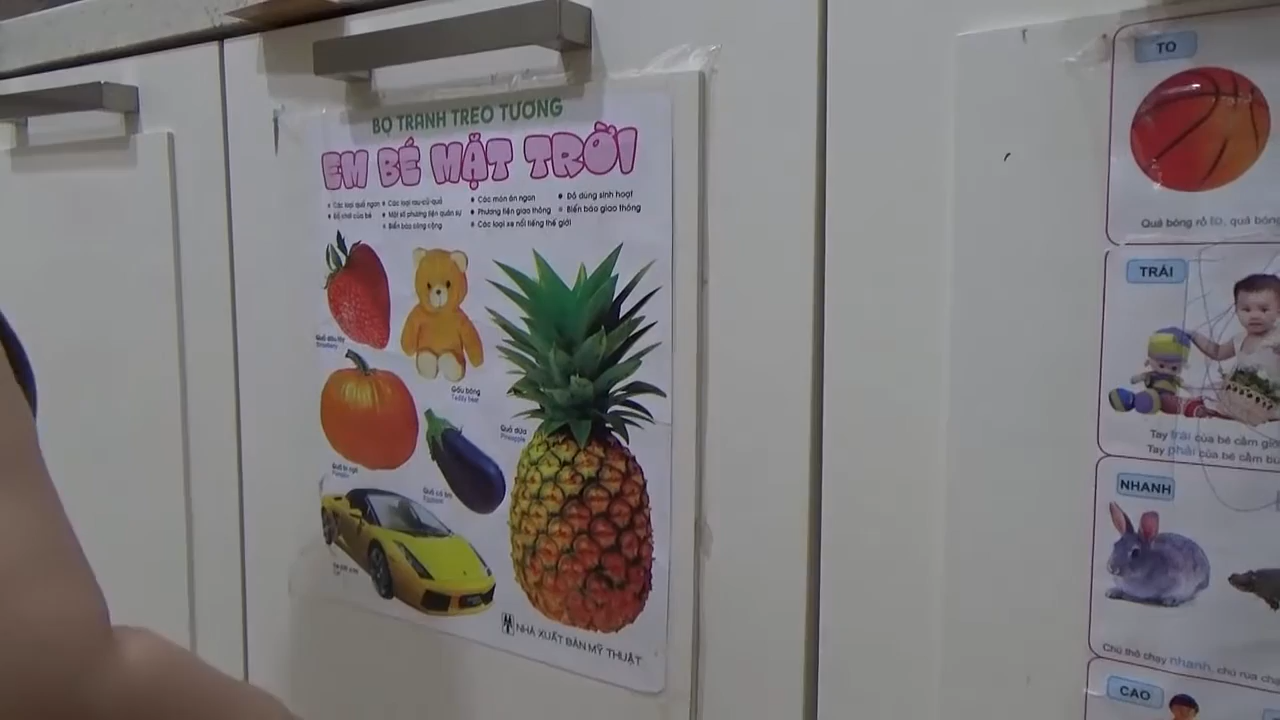 BỘ TRANH TREO TƯỜNG
EM BÉ MẶT TRỜI
Các loại quả ngon
Đồ chơi của bé
Các loại rau-củ-quả
Một số phương tiện quân sự
Biển báo công cộng
Các món ăn ngon
Phương tiện giao thông
Các loại xe nổi tiếng thế giới
Đồ dùng sinh hoạt
Biển báo giao thông
Quả dâu tây
Strawberry
Gấu bông
Teddy bear
Quả dứa
Pineapple
Quả bí ngô
Pumpkin
Quả cà tím
Eggplant
NHÀ XUẤT BẢN MỸ THUẬT
TO
Quả bóng rổ to, quả bóng
TRÁI
Tay trái của bé cầm
Tay phải của bé cầm
NHANH
Chú thỏ chạy nhanh, chú rùa
CAO